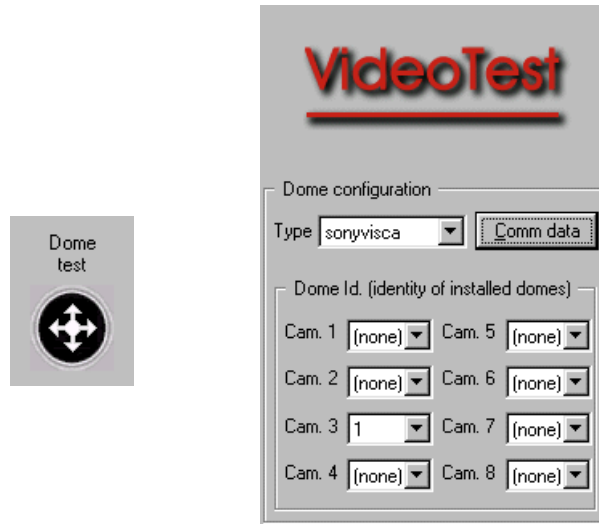 Dome
test
VideoTest
Dome configuration
Type sonyvisca Comm data
Dome Id. (identity of installed domes)
Cam. 1 (none) Cam. 5 (none)
Cam. 2 (none) Cam. 6 (none)
Cam. 3 1 Cam. 7 (none)
Cam. 4 (none) Cam. 8 (none)